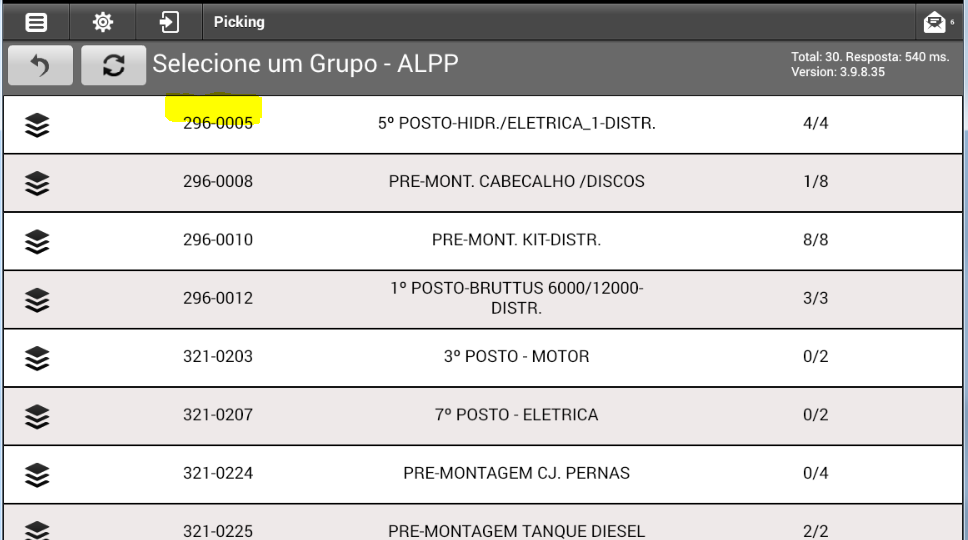 Picking
6
Selecione um Grupo - ALPP
Total: 30. Resposta: 540 ms.
Version: 3.9.8.35
296-0005 5º POSTO-HIDR./ELETRICA_1-DISTR. 4/4
296-0008 PRE-MONT. CABECALHO /DISCOS 1/8
296-0010 PRE-MONT. KIT-DISTR. 8/8
296-0012 1º POSTO-BRUTTUS 6000/12000-
DISTR. 3/3
321-0203 3º POSTO - MOTOR 0/2
321-0207 7º POSTO - ELETRICA 0/2
321-0224 PRE-MONTAGEM CJ. PERNAS 0/4
321-0225 PRE-MONTAGEM TANQUE DIESEL 2/2